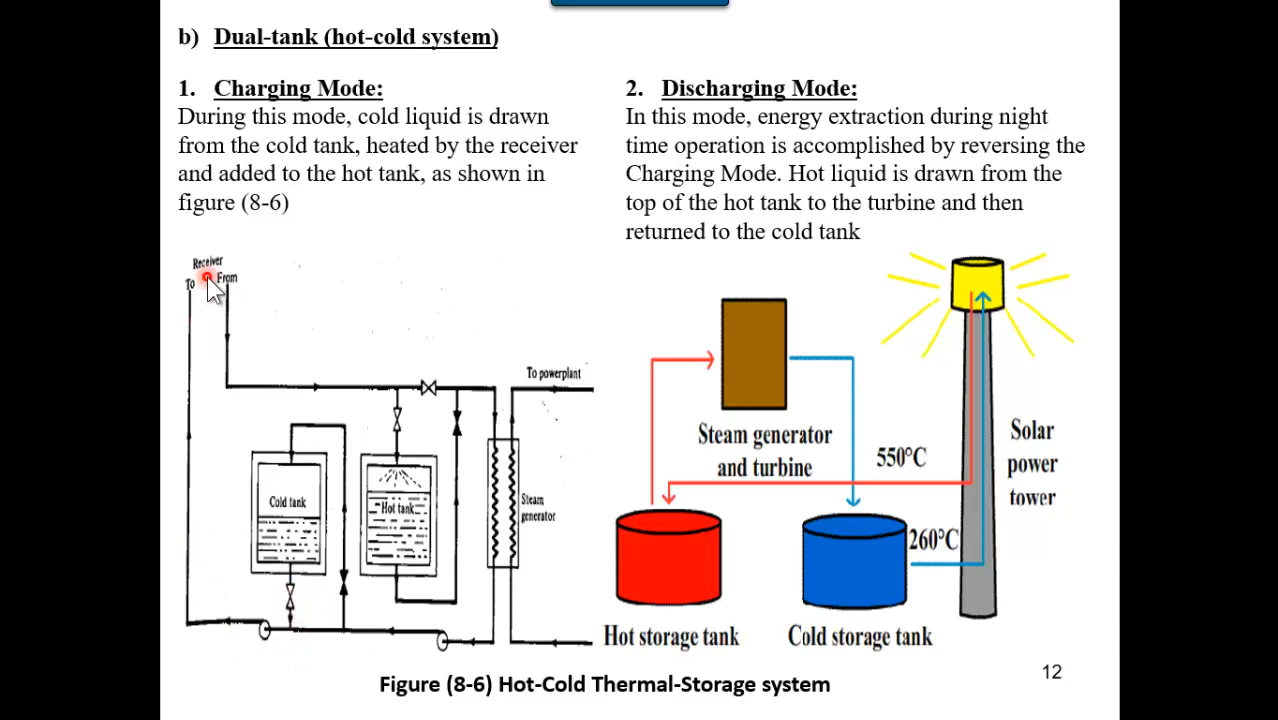 b) Dual-tank (hot-cold system)
1. Charging Mode:
During this mode, cold liquid is drawn
from the cold tank, heated by the receiver
and added to the hot tank, as shown in
figure (8-6)
2. Discharging Mode:
In this mode, energy extraction during night
time operation is accomplished by reversing the
Charging Mode. Hot liquid is drawn from the
top of the hot tank to the turbine and then
returned to the cold tank
Receiver
To From
To powerplant
Cold tank
Hot tank
Steam
generator
Steam generator
and turbine
550°C
Solar
power
tower
260°C
Hot storage tank
Cold storage tank
Figure (8-6) Hot-Cold Thermal-Storage system
12